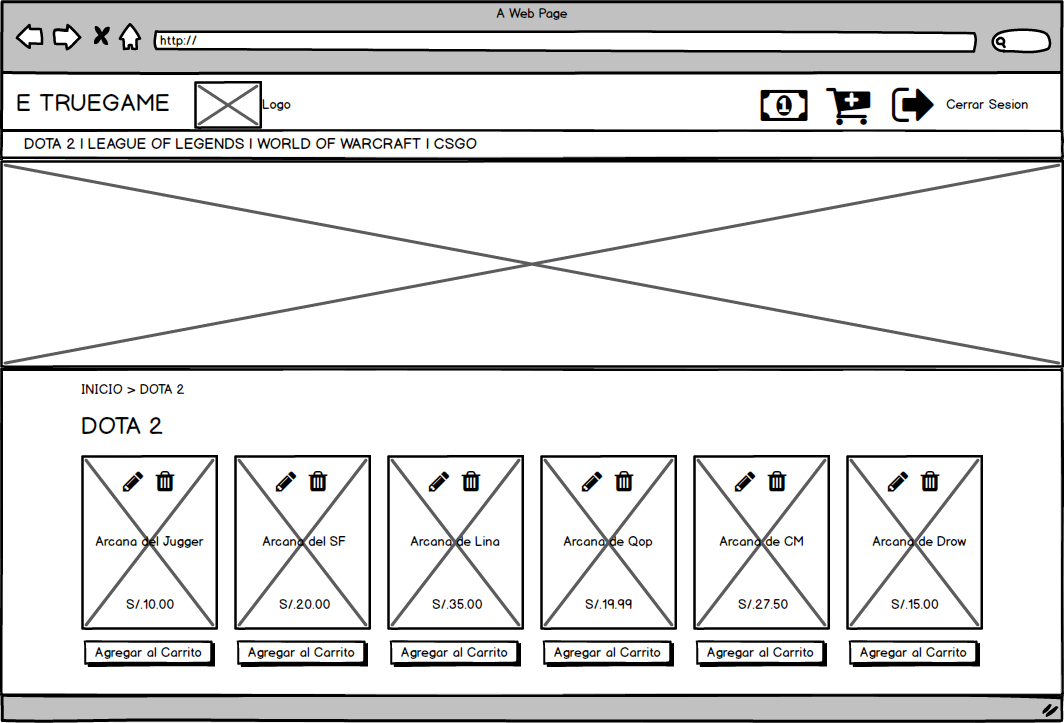 A Web Page
http://
E TRUEGAME
Logo
1
Cerrar Sesion
DOTA 2 I LEAGUE OF LEGENDS I WORLD OF WARCRAFT I CSGO
INICIO > DOTA 2
DOTA 2
Arcana del Jugger
Arcana del SF
Arcana de Lina
Arcana de Qop
Arcana de CM
Arcana de Drow
S/.10.00
S/.20.00
S/.35.00
S/.19.99
S/.27.50
S/.15.00
Agregar al Carrito
Agregar al Carrito
Agregar al Carrito
Agregar al Carrito
Agregar al Carrito
Agregar al Carrito